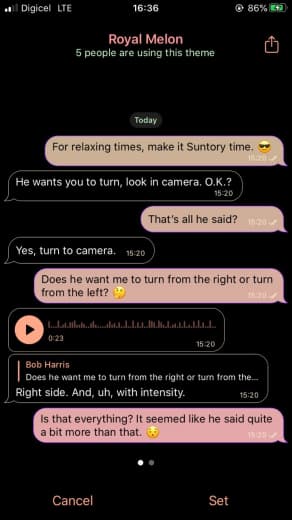 Digicel LTE 16:36 86%
Royal Melon
5 people are using this theme
Today
For relaxing times, make it Suntory time. 😎
15:20
He wants you to turn, look in camera. O.K.?
15:20
That's all he said? 15:20
Yes, turn to camera. 15:20
Does he want me to turn from the right or turn
from the left? 🤔 15:20
0:23 15:20
Bob Harris
Does he want me to turn from the right or turn from the...
Right side. And, uh, with intensity. 15:20
Is that everything? It seemed like he said quite
a bit more than that. 😯 15:20
Cancel Set